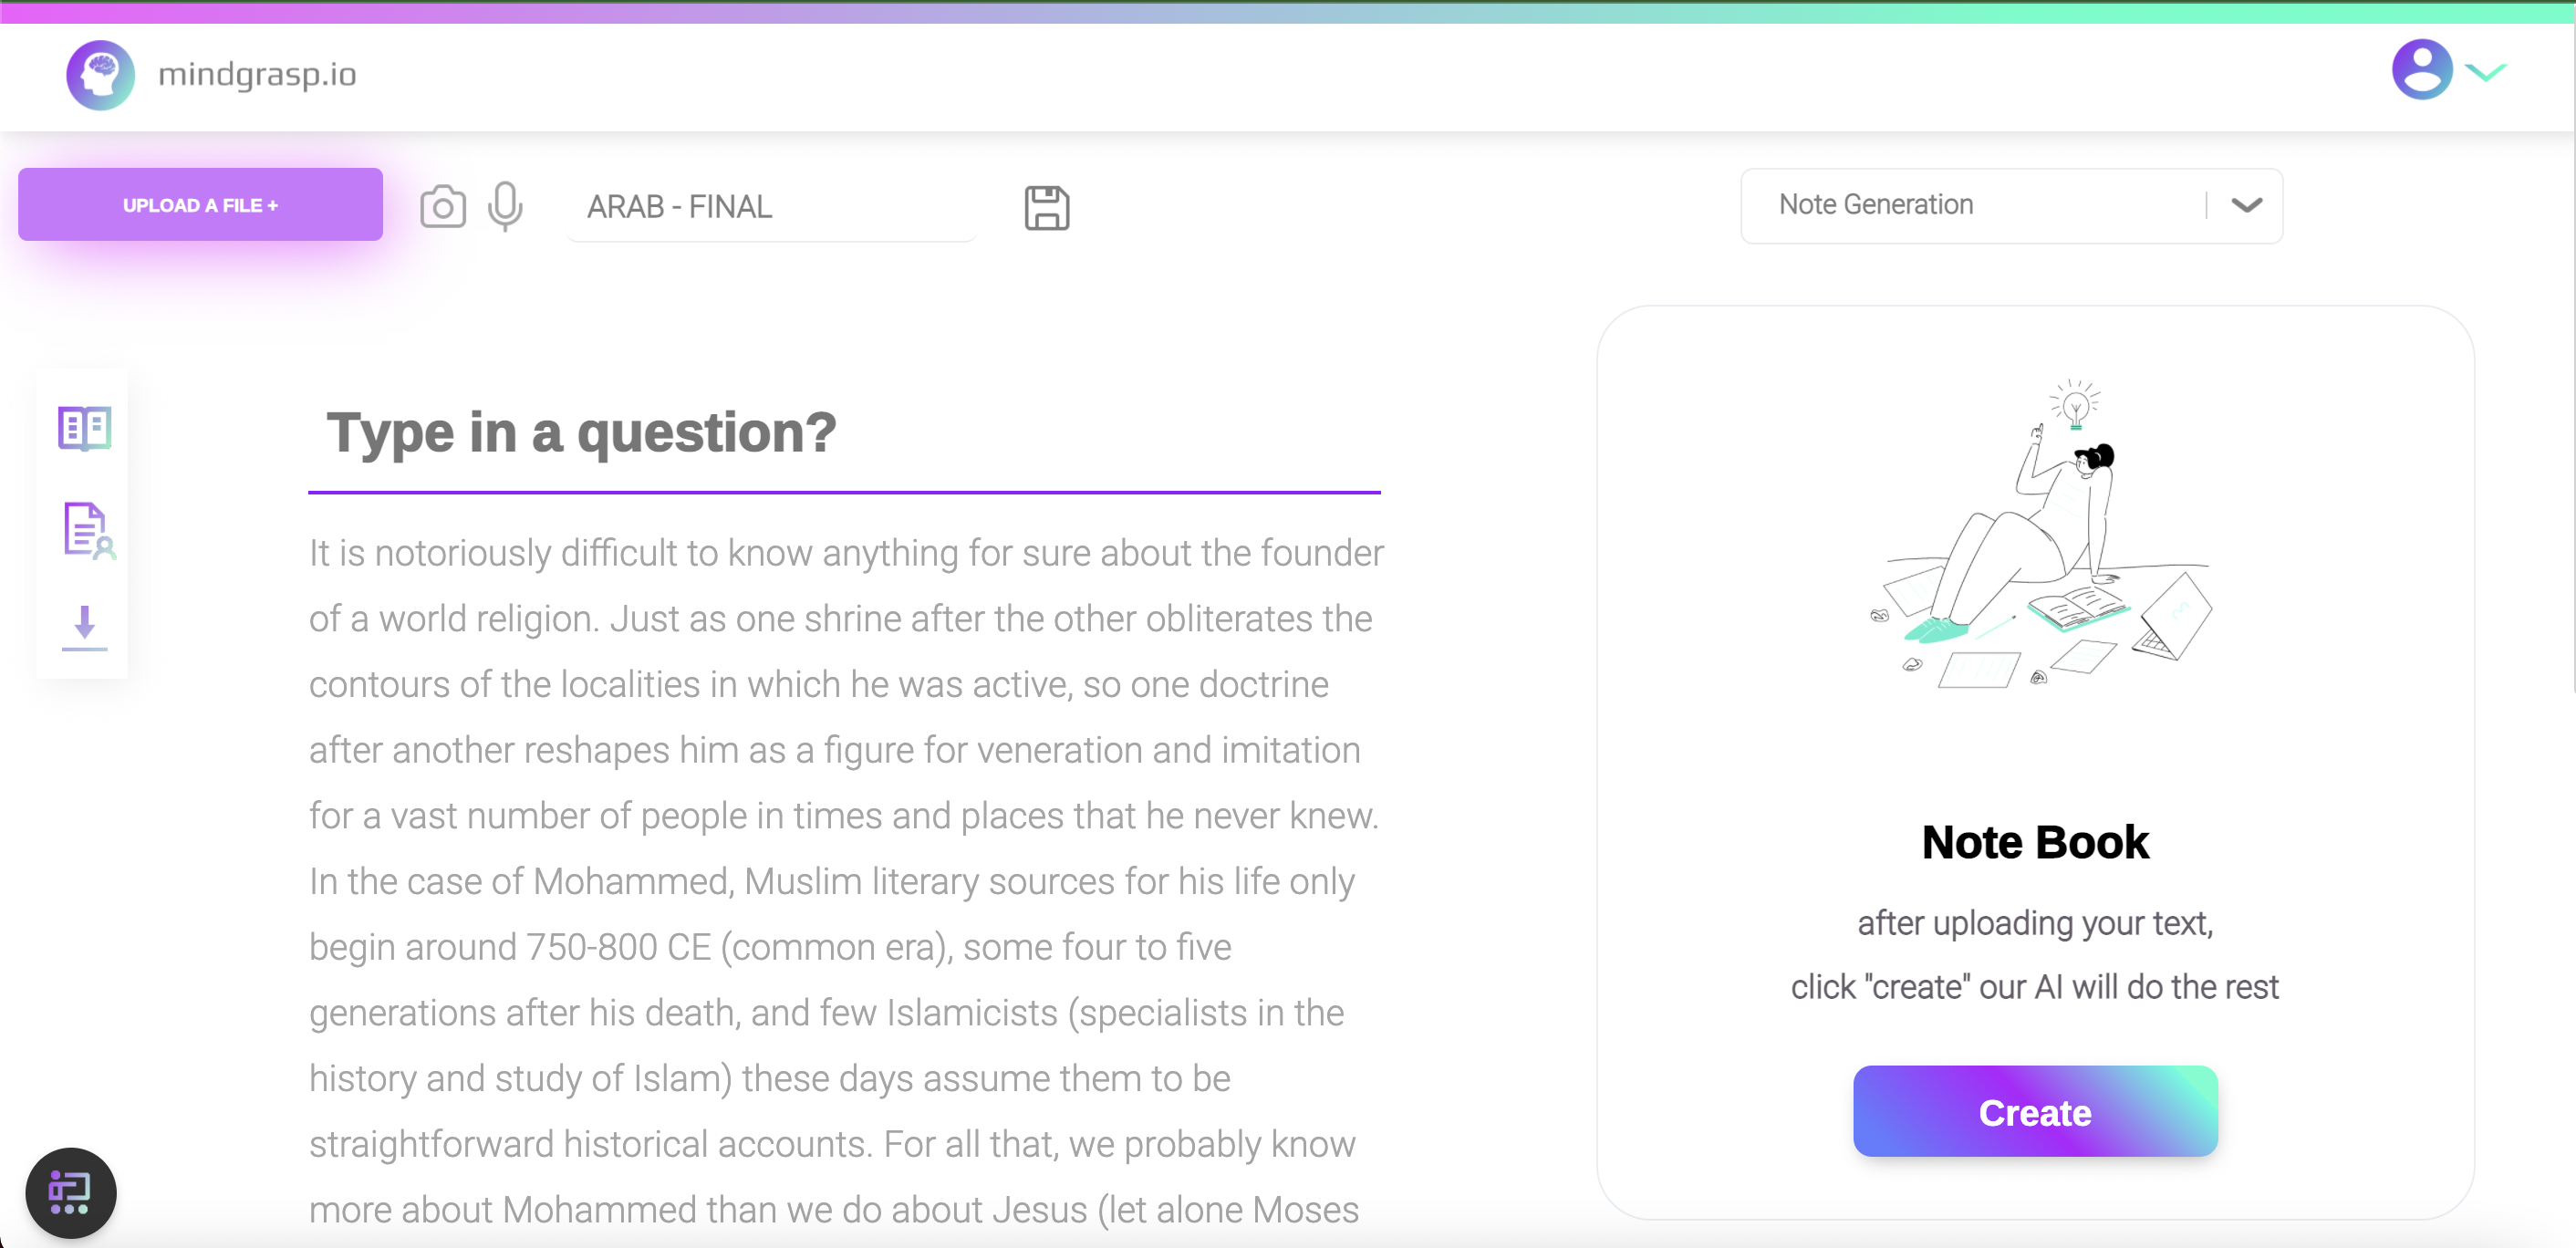 mindgrasp.io
UPLOAD A FILE +
ARAB - FINAL
Note Generation
Type in a question?
It is notoriously difficult to know anything for sure about the founder
of a world religion. Just as one shrine after the other obliterates the
contours of the localities in which he was active, so one doctrine
after another reshapes him as a figure for veneration and imitation
for a vast number of people in times and places that he never knew.
In the case of Mohammed, Muslim literary sources for his life only
begin around 750-800 CE (common era), some four to five
generations after his death, and few Islamicists (specialists in the
history and study of Islam) these days assume them to be
straightforward historical accounts. For all that, we probably know
more about Mohammed than we do about Jesus (let alone Moses
Note Book
after uploading your text,
click "create" our AI will do the rest
Create